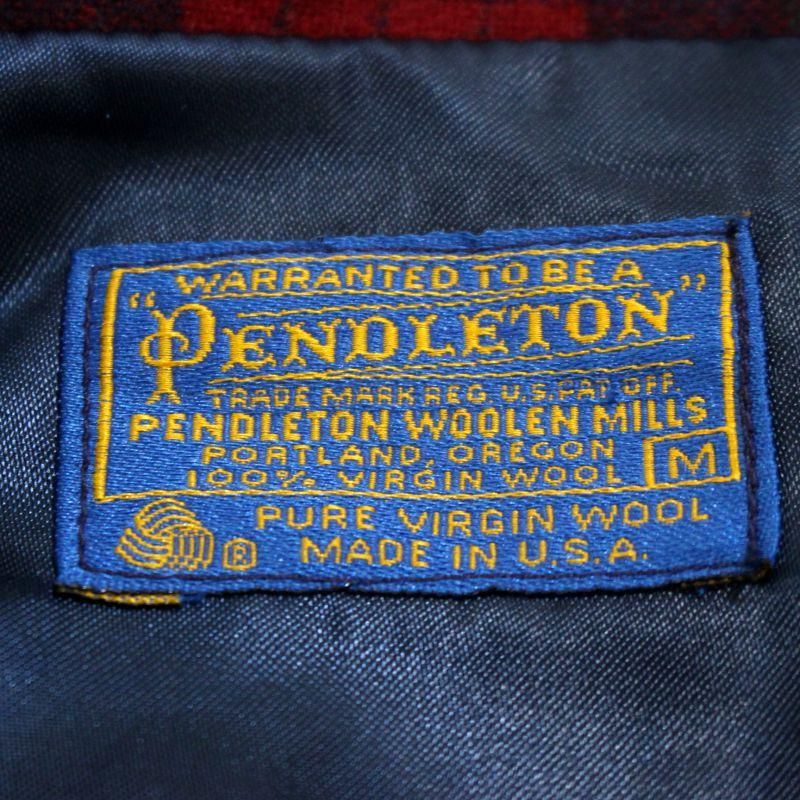 WARRANTED TO BE A
"PENDLETON"
TRADE MARK REG. U.S. PAT. OFF.
PENDLETON WOOLEN MILLS
PORTLAND, OREGON
100% VIRGIN WOOL
M
PURE VIRGIN WOOL
® MADE IN U.S.A.